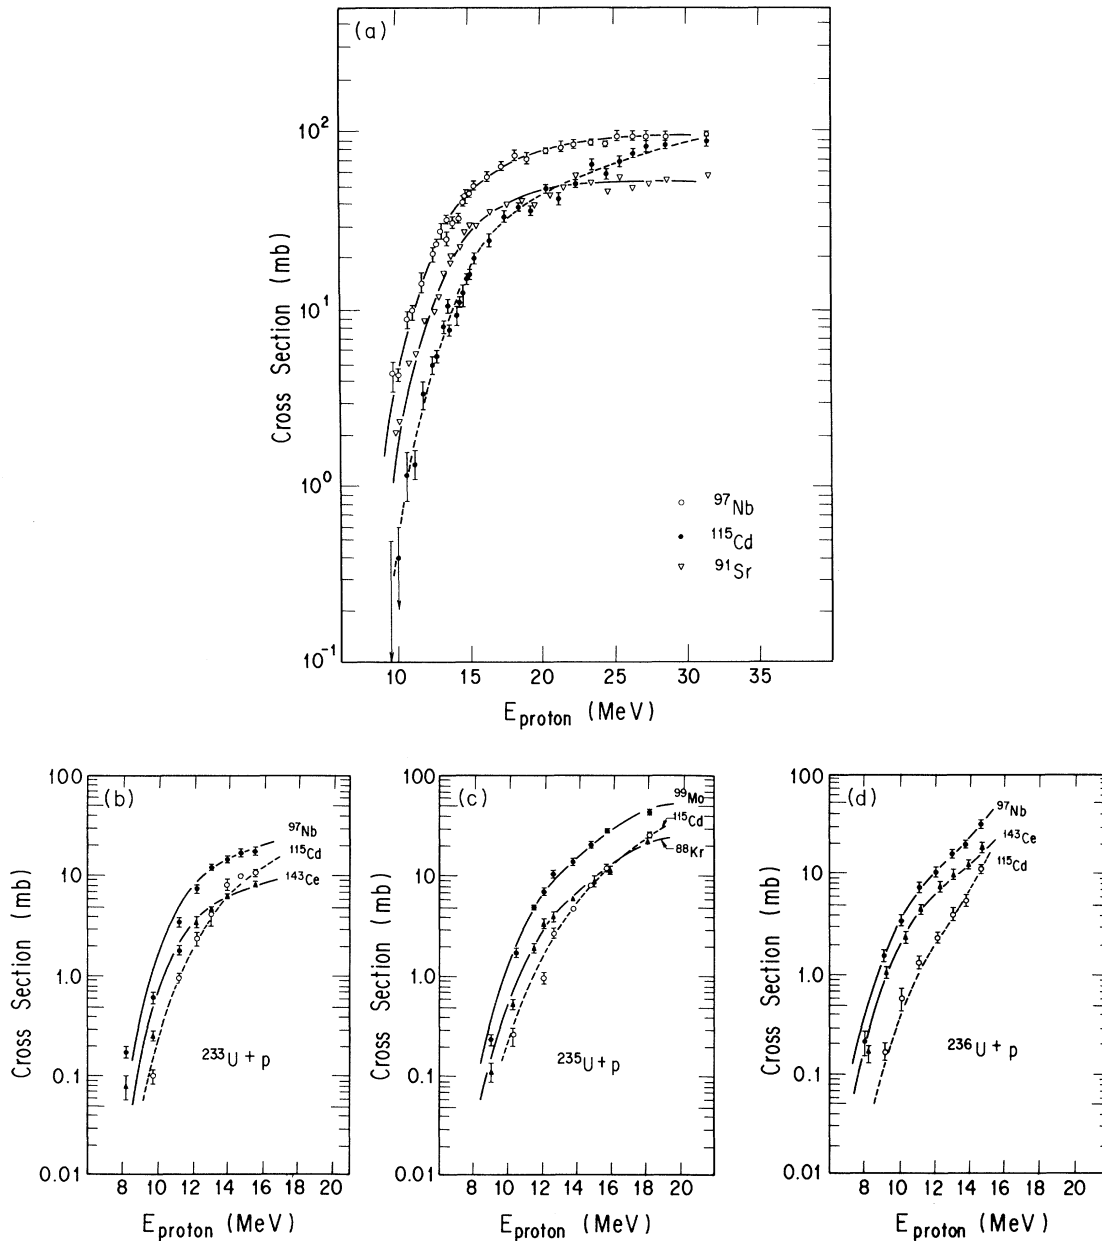 (a)
10²
10¹
10⁰
10⁻¹
Cross Section (mb)
⁹⁷Nb
¹¹⁵Cd
⁹¹Sr
10 15 20 25 30 35
E proton (MeV)
(b)
100
10
1.0
0.1
0.01
Cross Section (mb)
⁹⁷Nb
¹¹⁵Cd
¹⁴³Ce
²³³U + p
8 10 12 14 16 18 20
E proton (MeV)
(c)
100
10
1.0
0.1
0.01
Cross Section (mb)
⁹⁹Mo
¹¹⁵Cd
⁸⁸Kr
²³⁵U + p
8 10 12 14 16 18 20
E proton (MeV)
(d)
100
10
1.0
0.1
0.01
Cross Section (mb)
⁹⁷Nb
¹⁴³Ce
¹¹⁵Cd
²³⁶U + p
8 10 12 14 16 18 20
E proton (MeV)